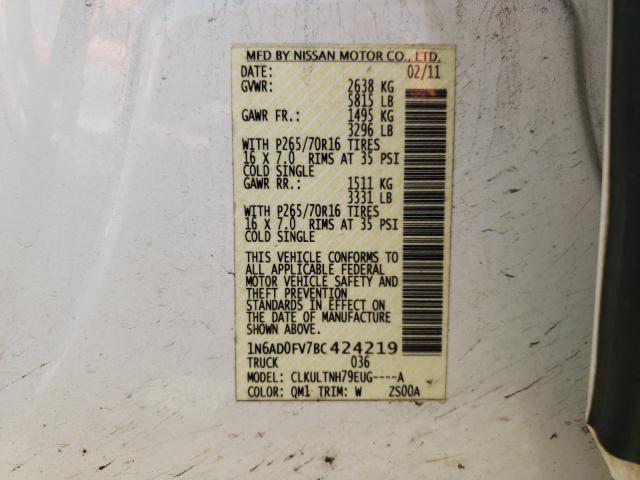 MFD BY NISSAN MOTOR CO., LTD.
DATE: 02/11
GVWR: 2638 KG
5815 LB
GAWR FR.: 1495 KG
3296 LB
WITH P265/70R16 TIRES
16 X 7.0 RIMS AT 35 PSI
COLD SINGLE
GAWR RR.: 1511 KG
3331 LB
WITH P265/70R16 TIRES
16 X 7.0 RIMS AT 35 PSI
COLD SINGLE
THIS VEHICLE CONFORMS TO
ALL APPLICABLE FEDERAL
MOTOR VEHICLE SAFETY AND
THEFT PREVENTION
STANDARDS IN EFFECT ON
THE DATE OF MANUFACTURE
SHOWN ABOVE.
1N6AD0FV7BC424219
TRUCK 036
MODEL: CLKULTNH79EUG----A
COLOR: QM1 TRIM: W ZS00A